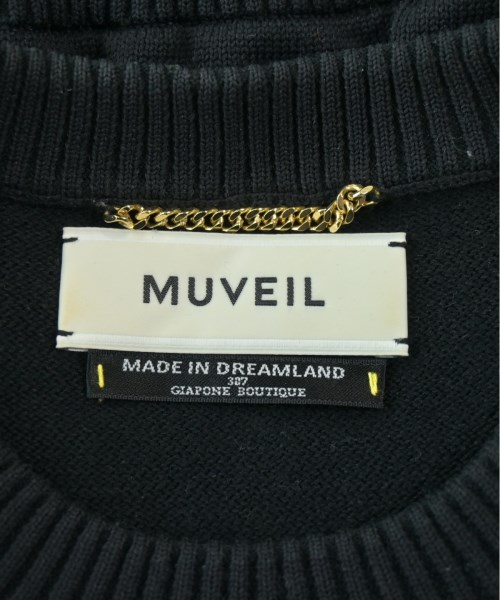 MUVEIL
MADE IN DREAMLAND
307
GIAPONE BOUTIQUE